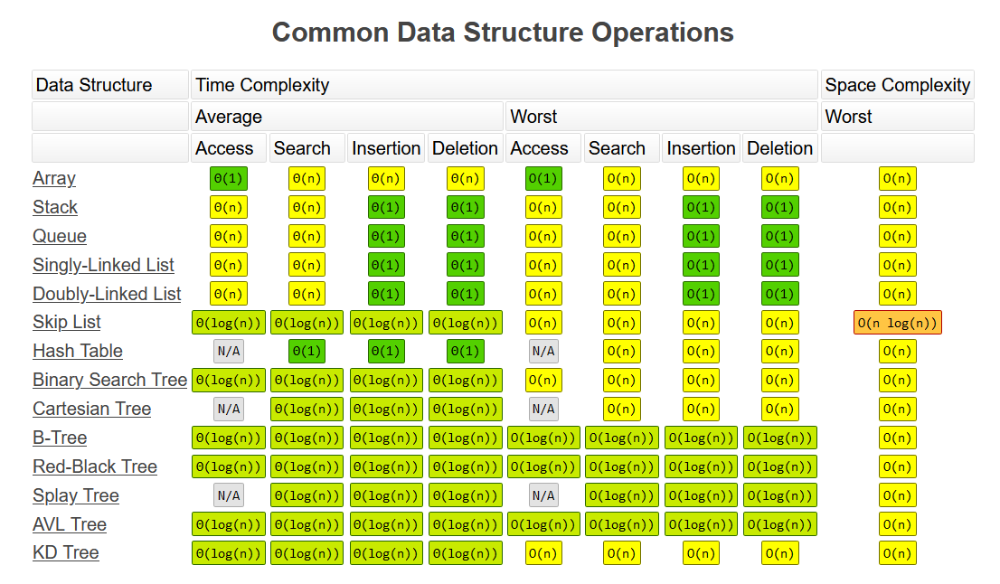 Common Data Structure Operations
Data Structure Time Complexity Space Complexity
Average Worst Worst
Access Search Insertion Deletion Access Search Insertion Deletion
Array Θ(1) Θ(n) Θ(n) Θ(n) O(1) O(n) O(n) O(n) O(n)
Stack Θ(n) Θ(n) Θ(1) Θ(1) O(n) O(n) O(1) O(1) O(n)
Queue Θ(n) Θ(n) Θ(1) Θ(1) O(n) O(n) O(1) O(1) O(n)
Singly-Linked List Θ(n) Θ(n) Θ(1) Θ(1) O(n) O(n) O(1) O(1) O(n)
Doubly-Linked List Θ(n) Θ(n) Θ(1) Θ(1) O(n) O(n) O(1) O(1) O(n)
Skip List Θ(log(n)) Θ(log(n)) Θ(log(n)) Θ(log(n)) O(n) O(n) O(n) O(n) O(n log(n))
Hash Table N/A Θ(1) Θ(1) Θ(1) N/A O(n) O(n) O(n) O(n)
Binary Search Tree Θ(log(n)) Θ(log(n)) Θ(log(n)) Θ(log(n)) O(n) O(n) O(n) O(n) O(n)
Cartesian Tree N/A Θ(log(n)) Θ(log(n)) Θ(log(n)) N/A O(n) O(n) O(n) O(n)
B-Tree Θ(log(n)) Θ(log(n)) Θ(log(n)) Θ(log(n)) O(log(n)) O(log(n)) O(log(n)) O(log(n)) O(n)
Red-Black Tree Θ(log(n)) Θ(log(n)) Θ(log(n)) Θ(log(n)) O(log(n)) O(log(n)) O(log(n)) O(log(n)) O(n)
Splay Tree N/A Θ(log(n)) Θ(log(n)) Θ(log(n)) N/A O(log(n)) O(log(n)) O(log(n)) O(n)
AVL Tree Θ(log(n)) Θ(log(n)) Θ(log(n)) Θ(log(n)) O(log(n)) O(log(n)) O(log(n)) O(log(n)) O(n)
KD Tree Θ(log(n)) Θ(log(n)) Θ(log(n)) Θ(log(n)) O(n) O(n) O(n) O(n) O(n)